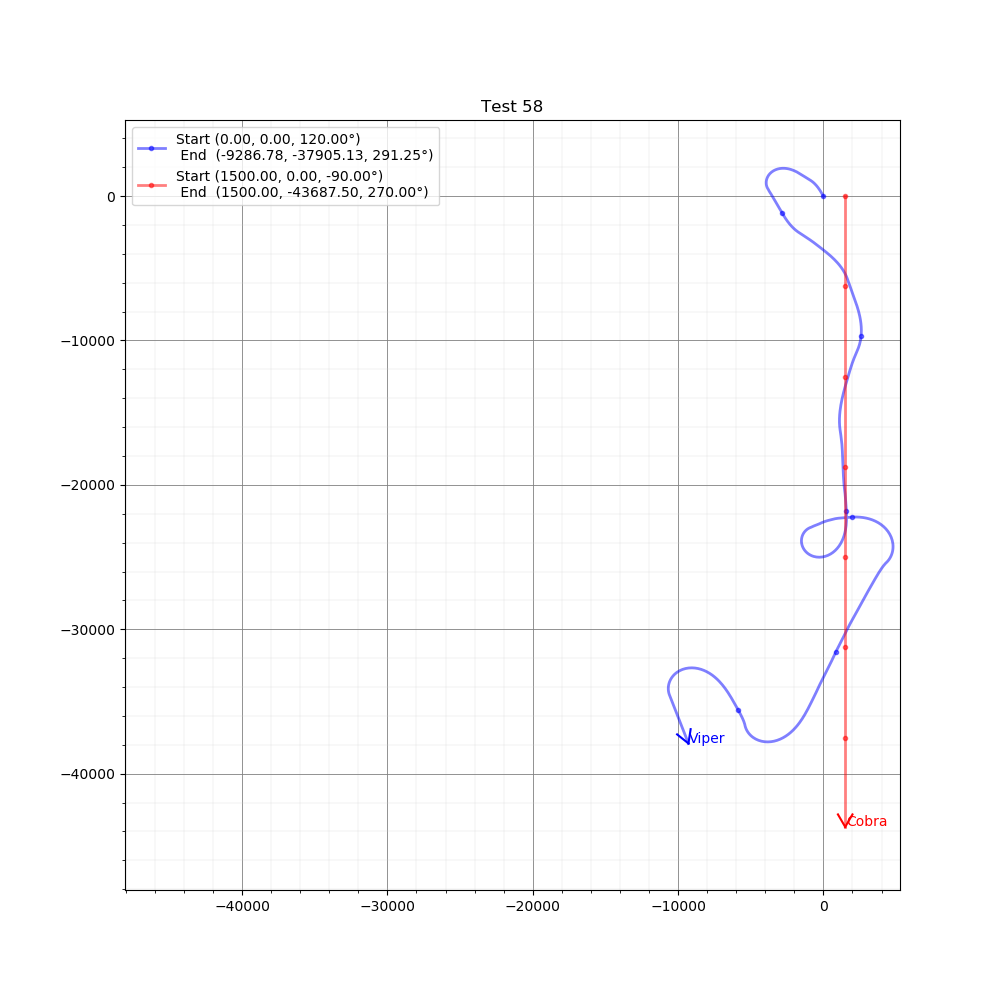 Test 58
Start (0.00, 0.00, 120.00°)
End  (-9286.78, -37905.13, 291.25°)
Start (1500.00, 0.00, -90.00°)
End  (1500.00, -43687.50, 270.00°)
0
−10000
−20000
−30000
−40000
Viper
Cobra
−40000
−30000
−20000
−10000
0